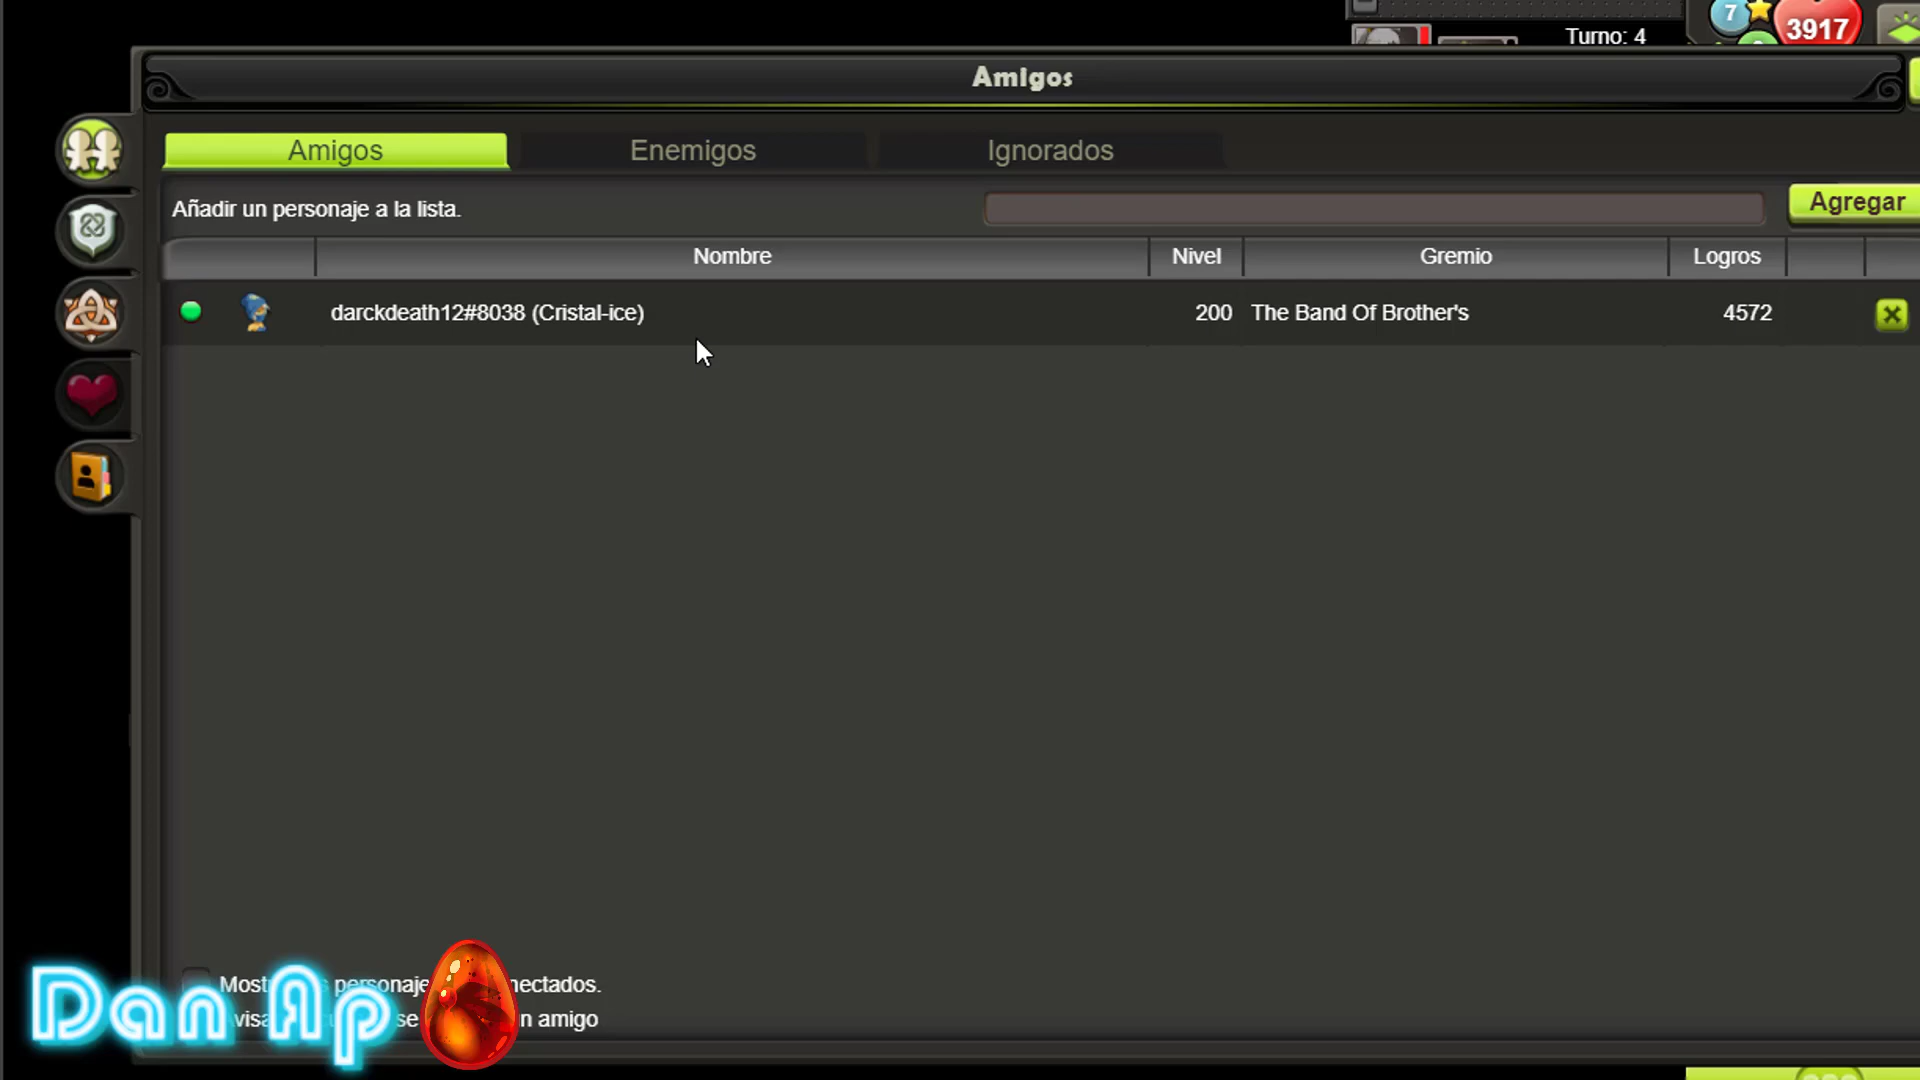 7
3917
Turno: 4
Amigos
Amigos Enemigos Ignorados
Añadir un personaje a la lista.
Agregar
Nombre Nivel Gremio Logros
darckdeath12#8038 (Cristal-ice) 200 The Band Of Brother's 4572
personaje
amigo
Dan Ap